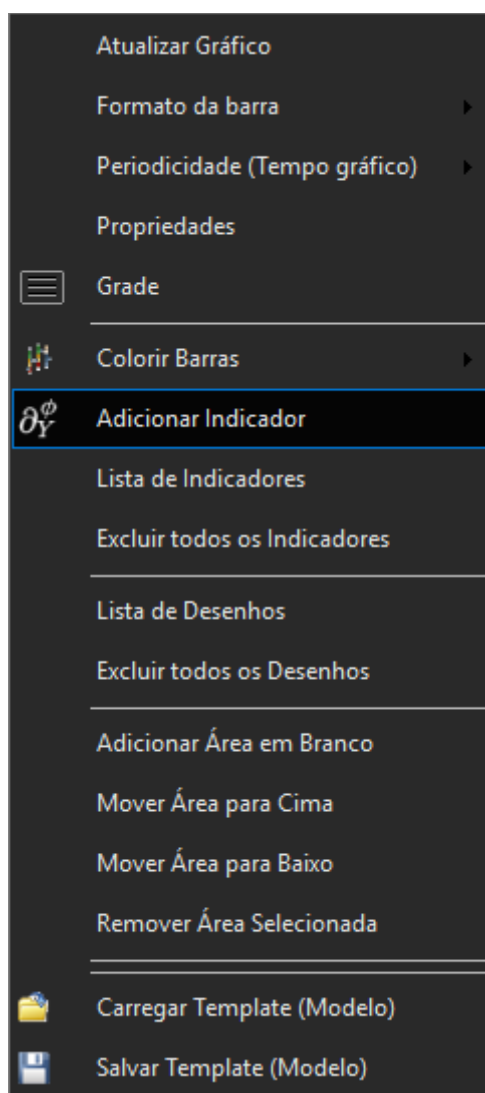 Atualizar Gráfico
Formato da barra
Periodicidade (Tempo gráfico)
Propriedades
Grade
Colorir Barras
Adicionar Indicador
Lista de Indicadores
Excluir todos os Indicadores
Lista de Desenhos
Excluir todos os Desenhos
Adicionar Área em Branco
Mover Área para Cima
Mover Área para Baixo
Remover Área Selecionada
Carregar Template (Modelo)
Salvar Template (Modelo)